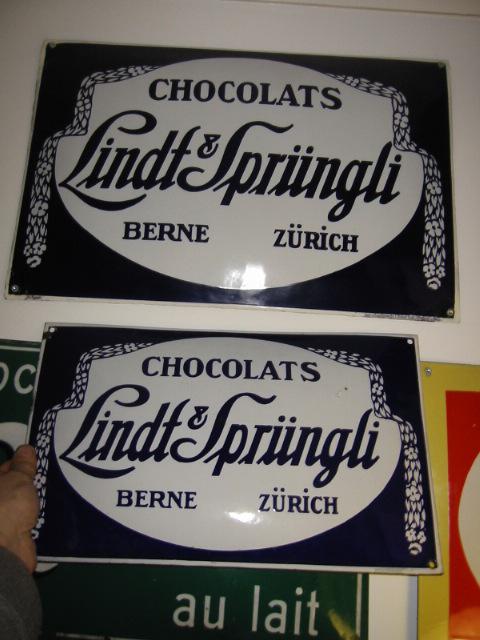 CHOCOLATS
Lindt & Sprüngli
BERNE ZÜRICH
CHOCOLATS
Lindt & Sprüngli
BERNE ZÜRICH
au lait